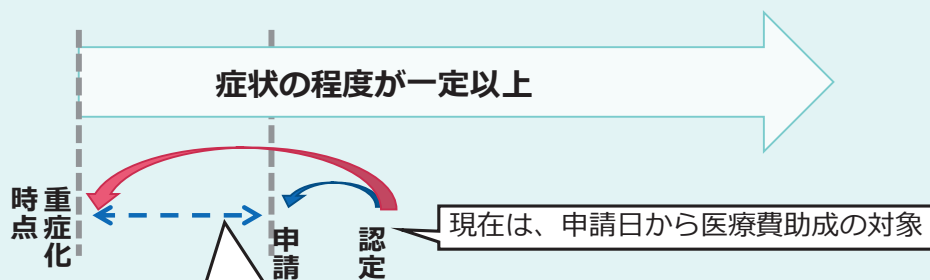 症状の程度が一定以上
重症化
時点
申請
認定
現在は、申請日から医療費助成の対象